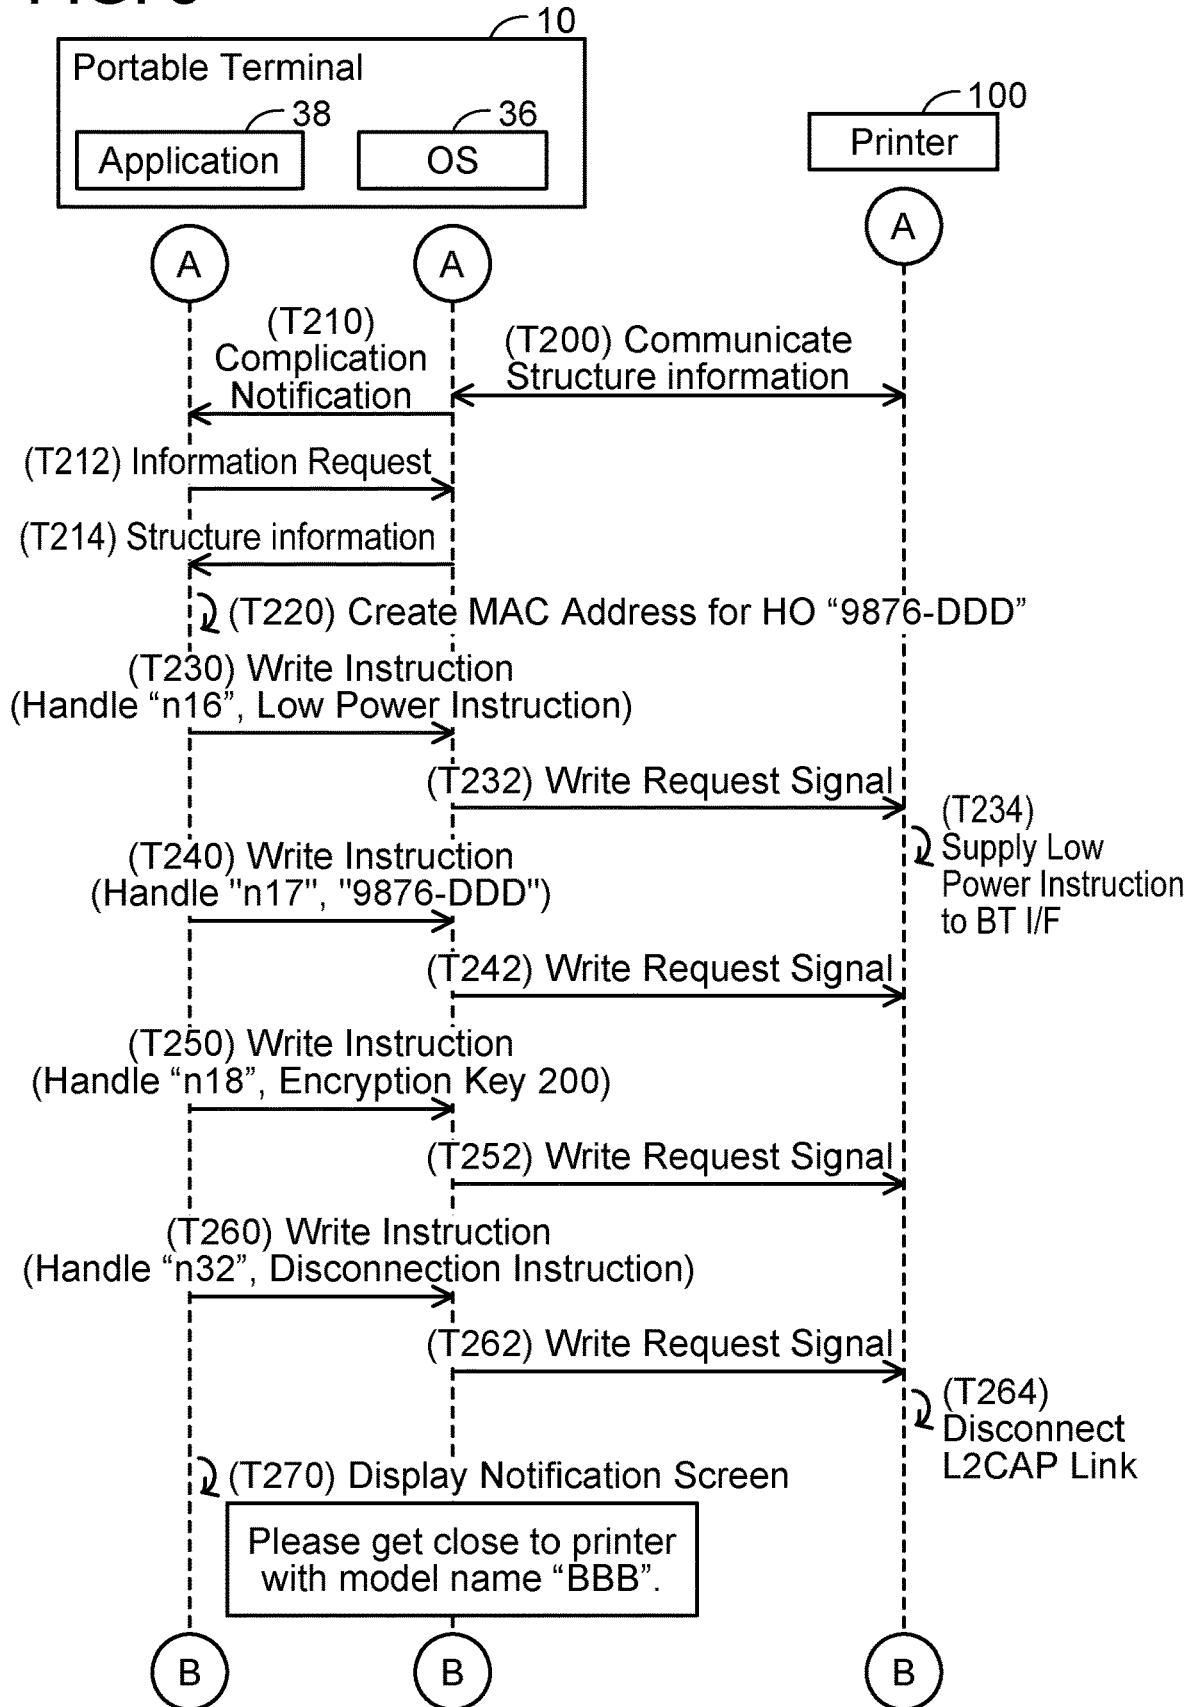 10
Portable Terminal
38
36
100
Application
OS
Printer
A
A
A
(T210)
Complication
Notification
(T200) Communicate
Structure information
(T212) Information Request
(T214) Structure information
(T220) Create MAC Address for HO “9876-DDD”
(T230) Write Instruction
(Handle “n16”, Low Power Instruction)
(T232) Write Request Signal
(T234)
Supply Low
Power Instruction
to BT I/F
(T240) Write Instruction
(Handle "n17", "9876-DDD")
(T242) Write Request Signal
(T250) Write Instruction
(Handle “n18”, Encryption Key 200)
(T252) Write Request Signal
(T260) Write Instruction
(Handle “n32”, Disconnection Instruction)
(T262) Write Request Signal
(T264)
Disconnect
L2CAP Link
(T270) Display Notification Screen
Please get close to printer
with model name “BBB”.
B
B
B